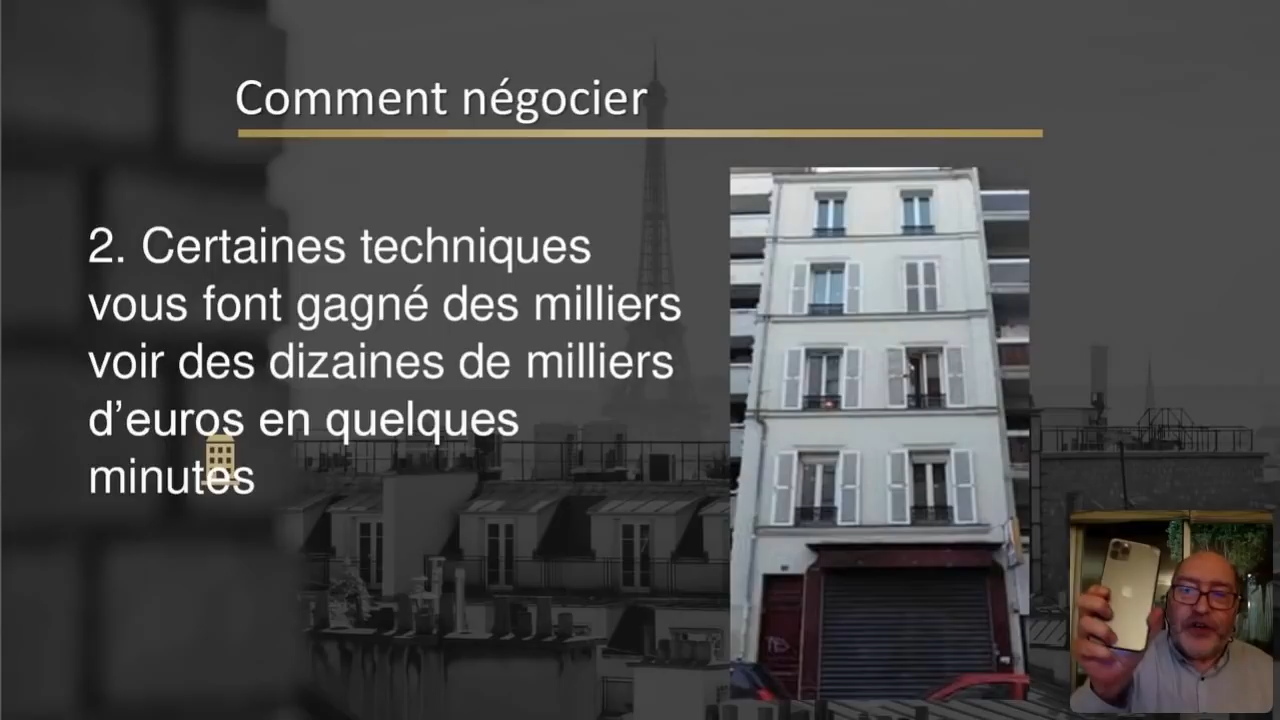 Comment négocier
2. Certaines techniques
vous font gagné des milliers
voir des dizaines de milliers
d’euros en quelques
minutes